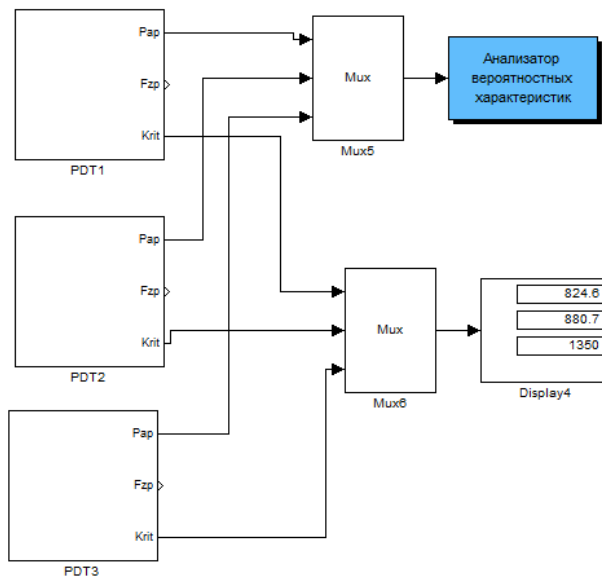 Pap
Fzp
Krit
PDT1
Mux
Mux5
Анализатор
вероятностных
характеристик
Pap
Fzp
Krit
PDT2
Mux
Mux6
824.6
880.7
1350
Display4
Pap
Fzp
Krit
PDT3